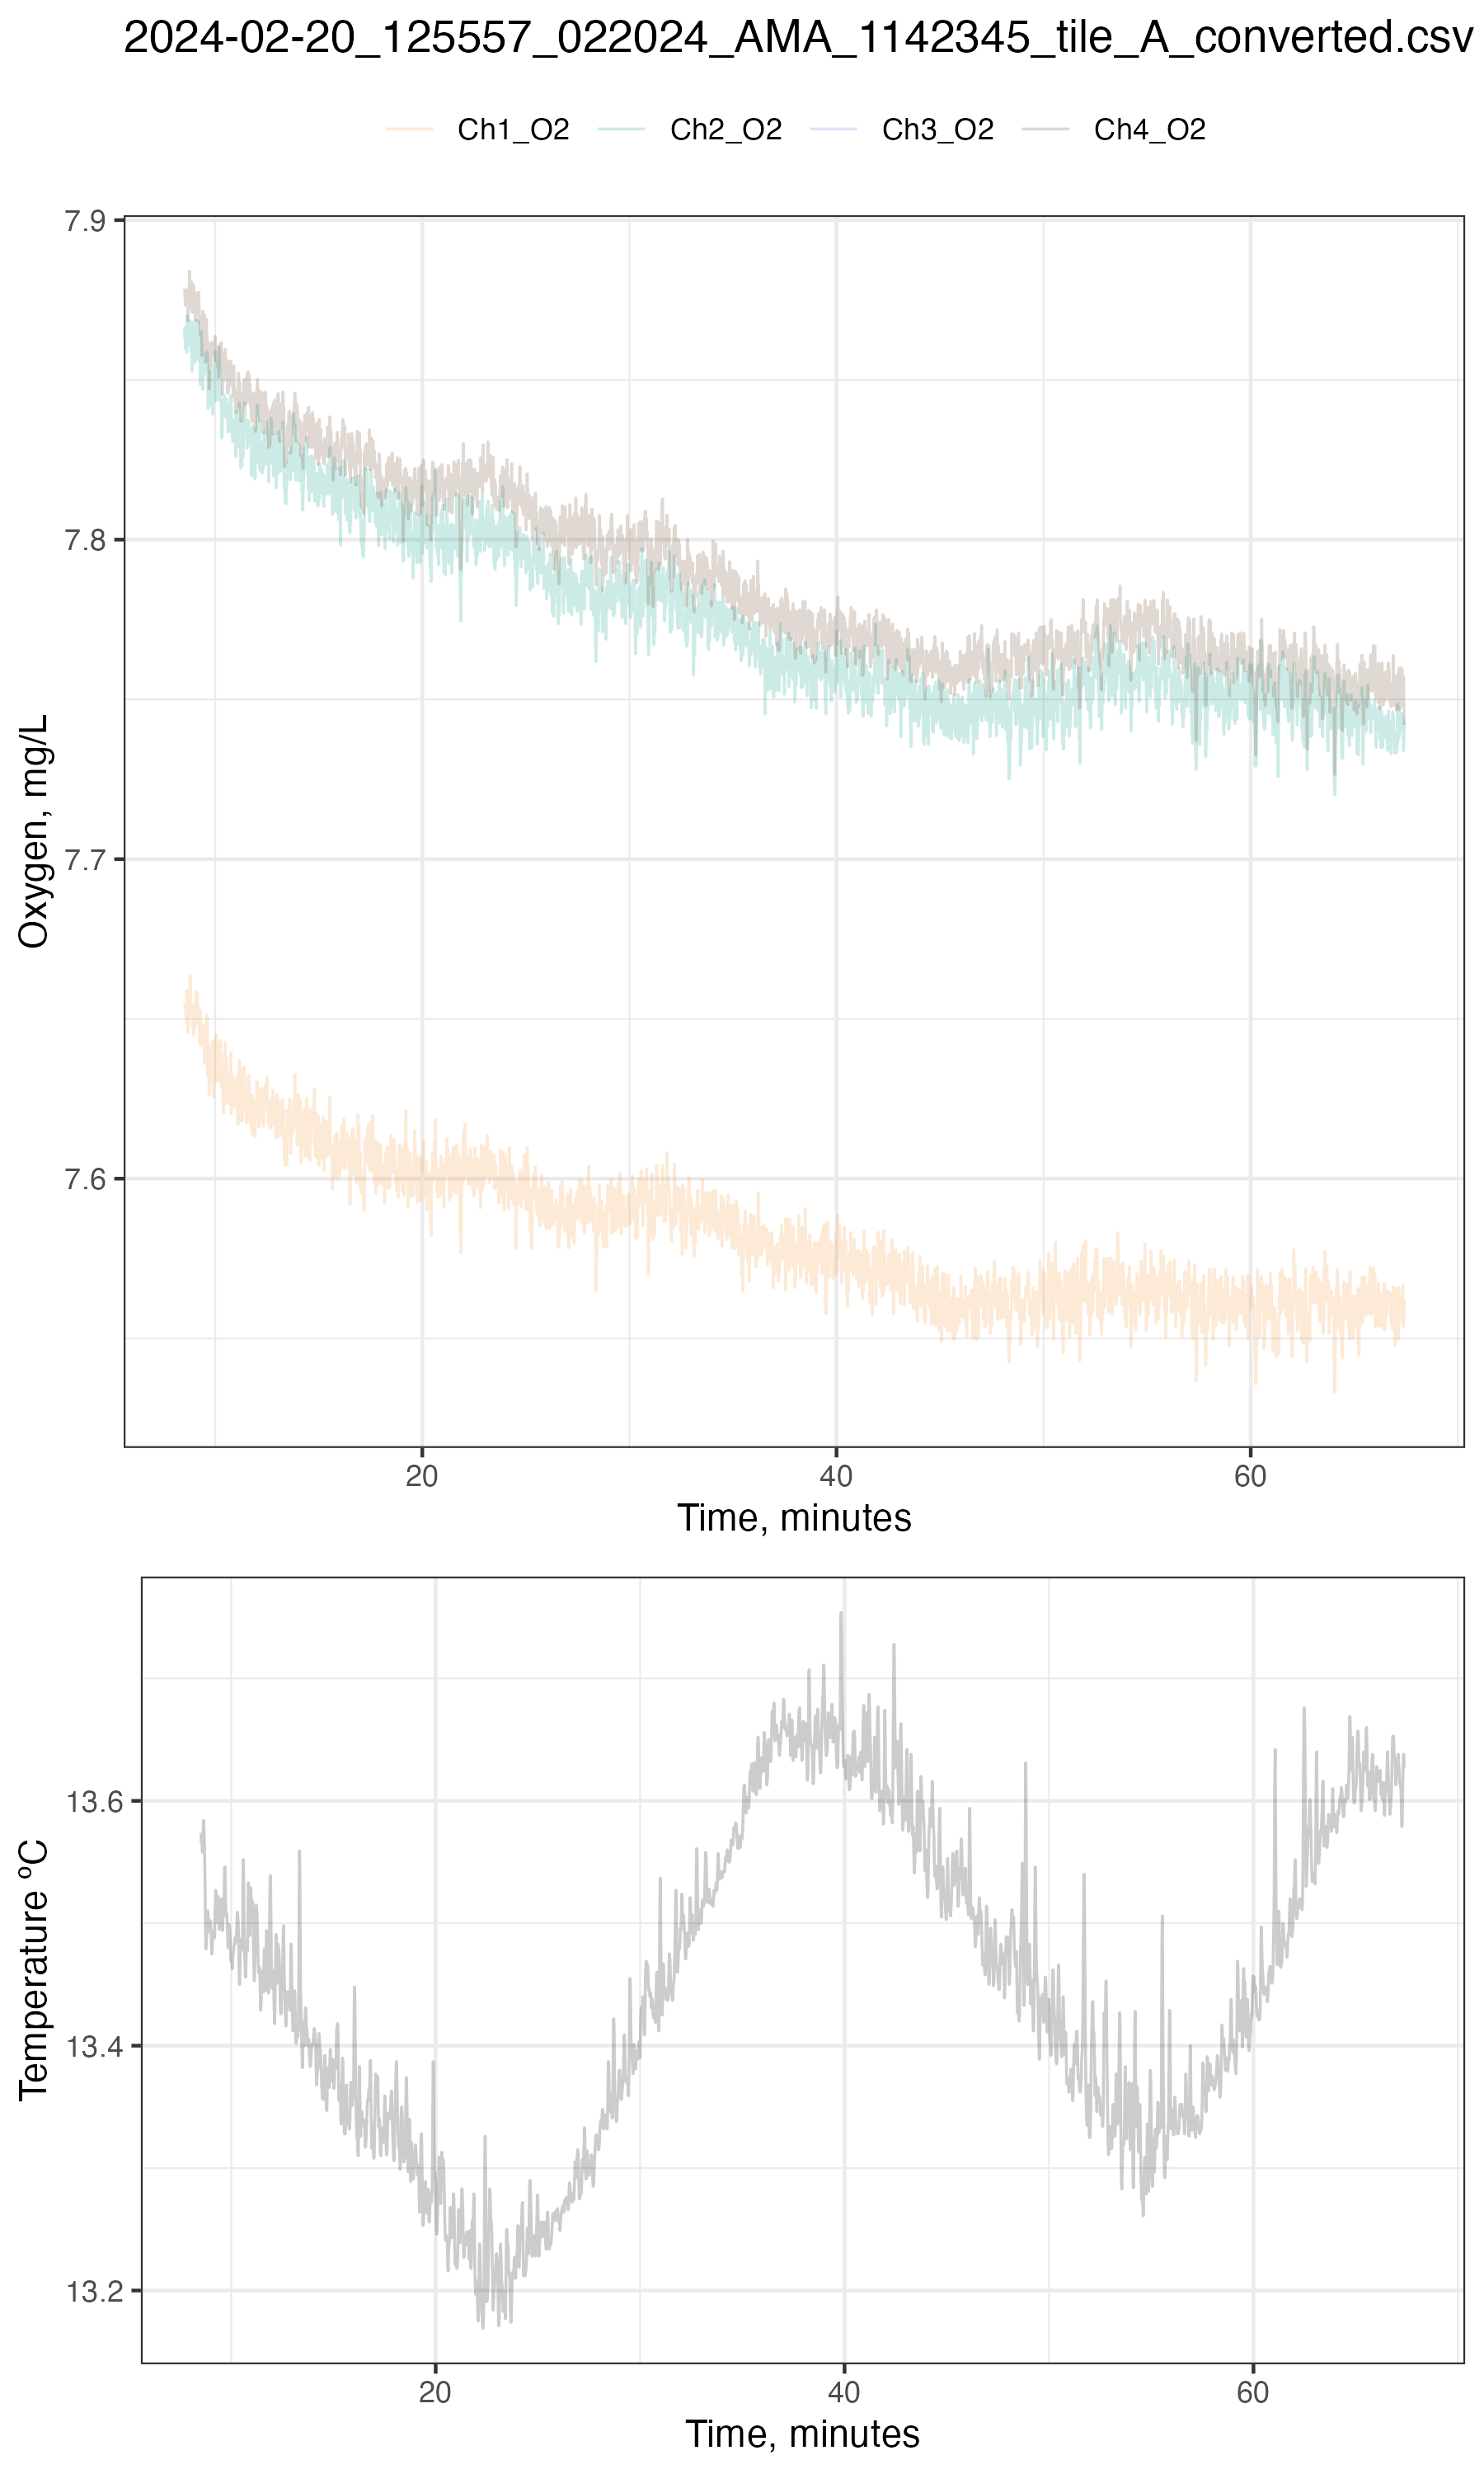 2024-02-20_125557_022024_AMA_1142345_tile_A_converted.csv
Ch1_O2 Ch2_O2 Ch3_O2 Ch4_O2
7.9
7.8
7.7
7.6
Oxygen, mg/L
20 40 60
Time, minutes
13.6
13.4
13.2
Temperature ºC
20 40 60
Time, minutes